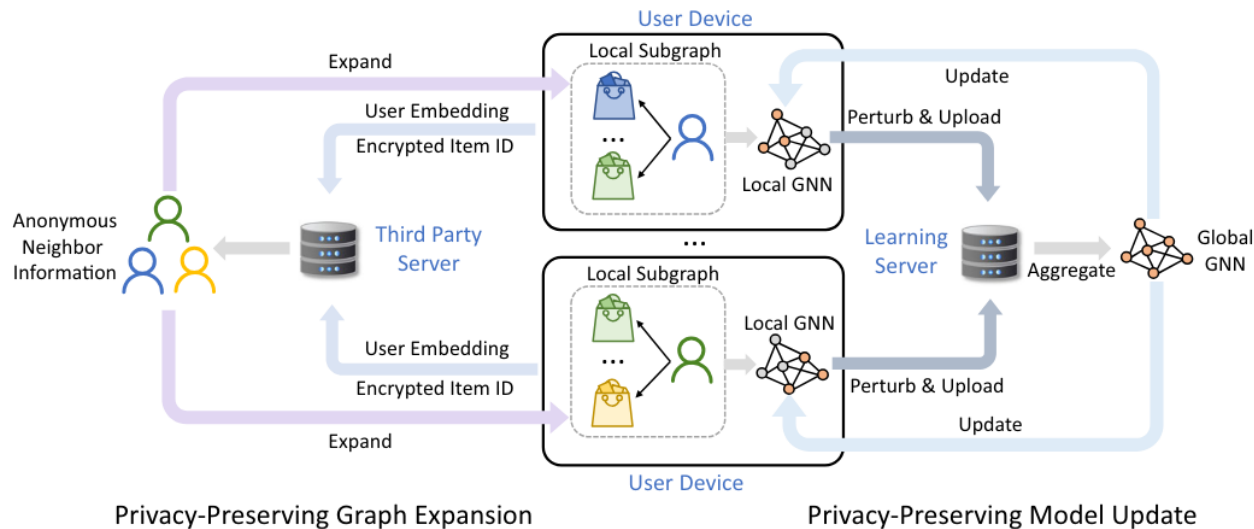 User Device
Local Subgraph
Expand
Update
User Embedding
Encrypted Item ID
...
Perturb & Upload
Local GNN
Anonymous
Neighbor
Information
Third Party
Server
...
Learning
Server
Aggregate
Global
GNN
Local Subgraph
Local GNN
User Embedding
Encrypted Item ID
...
Perturb & Upload
Expand
Update
User Device
Privacy-Preserving Graph Expansion
Privacy-Preserving Model Update